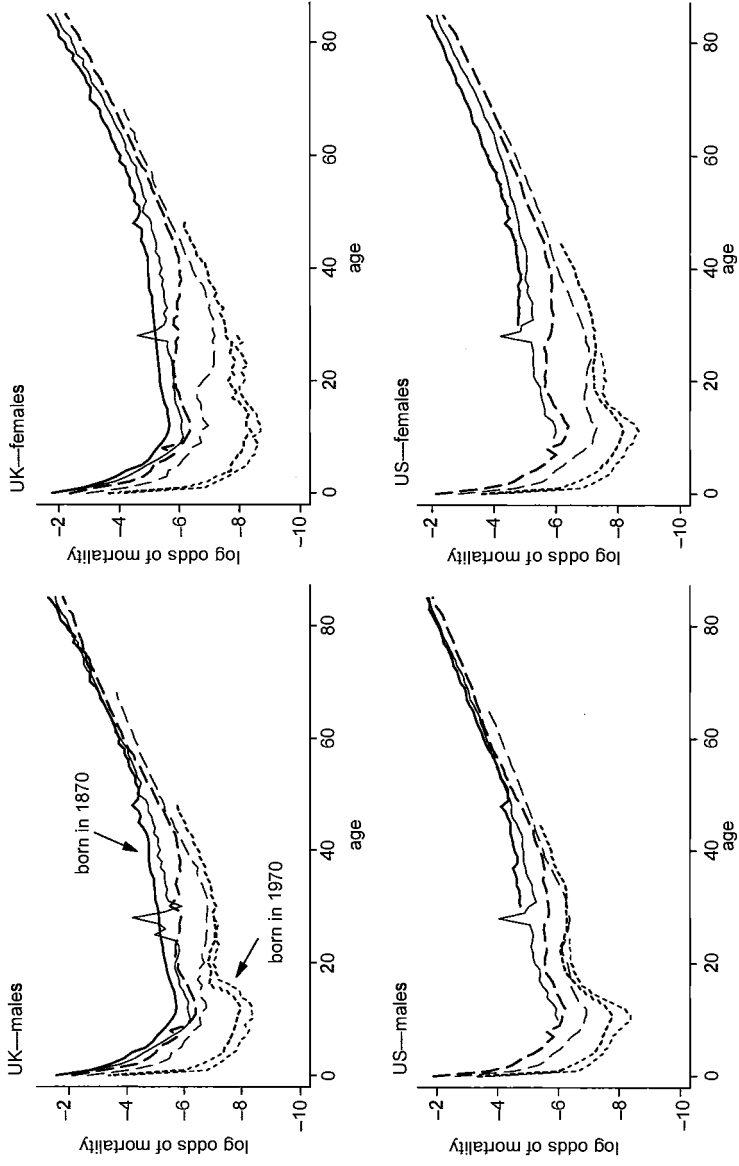 UK—males
log odds of mortality
−2
−4
−6
−8
−10
born in 1870
born in 1970
0 20 40 60 80
age
UK—females
log odds of mortality
−2
−4
−6
−8
−10
0 20 40 60 80
age
US—males
log odds of mortality
−2
−4
−6
−8
−10
0 20 40 60 80
age
US—females
log odds of mortality
−2
−4
−6
−8
−10
0 20 40 60 80
age